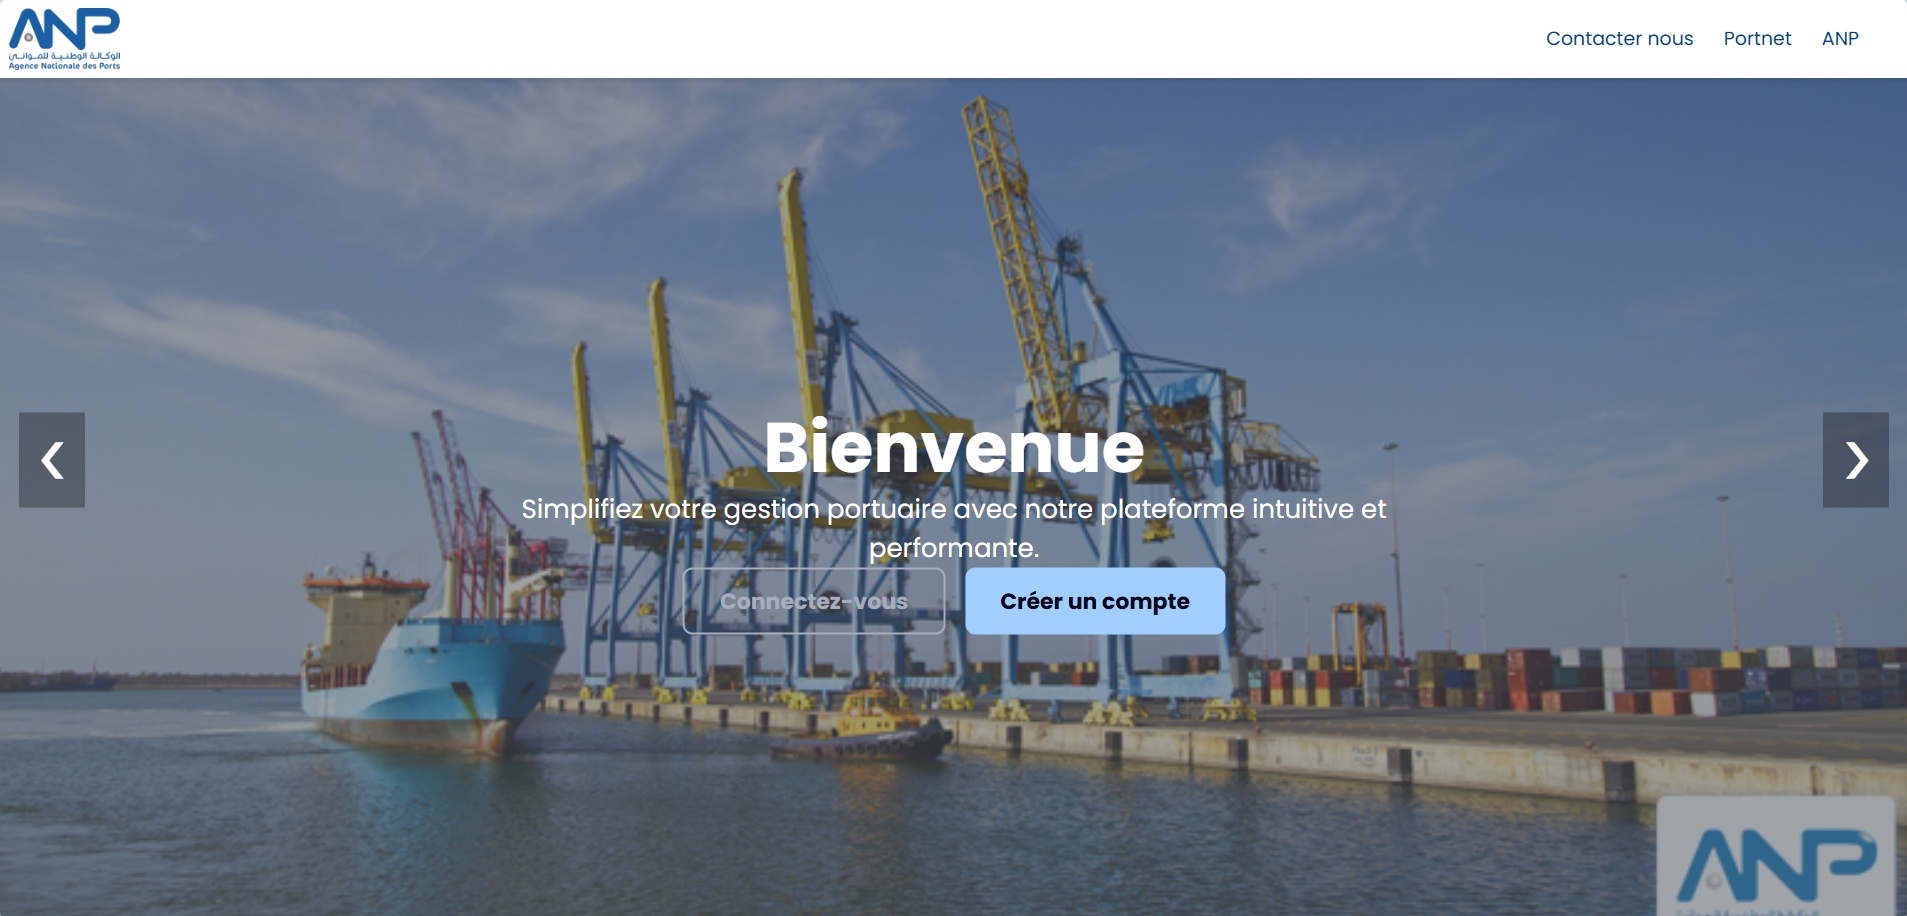 ANP
الوكالة الوطنية للموانئ
Agence Nationale des Ports
Contacter nous
Portnet
ANP
Bienvenue
Simplifiez votre gestion portuaire avec notre plateforme intuitive et
performante.
Connectez-vous
Créer un compte
ANP